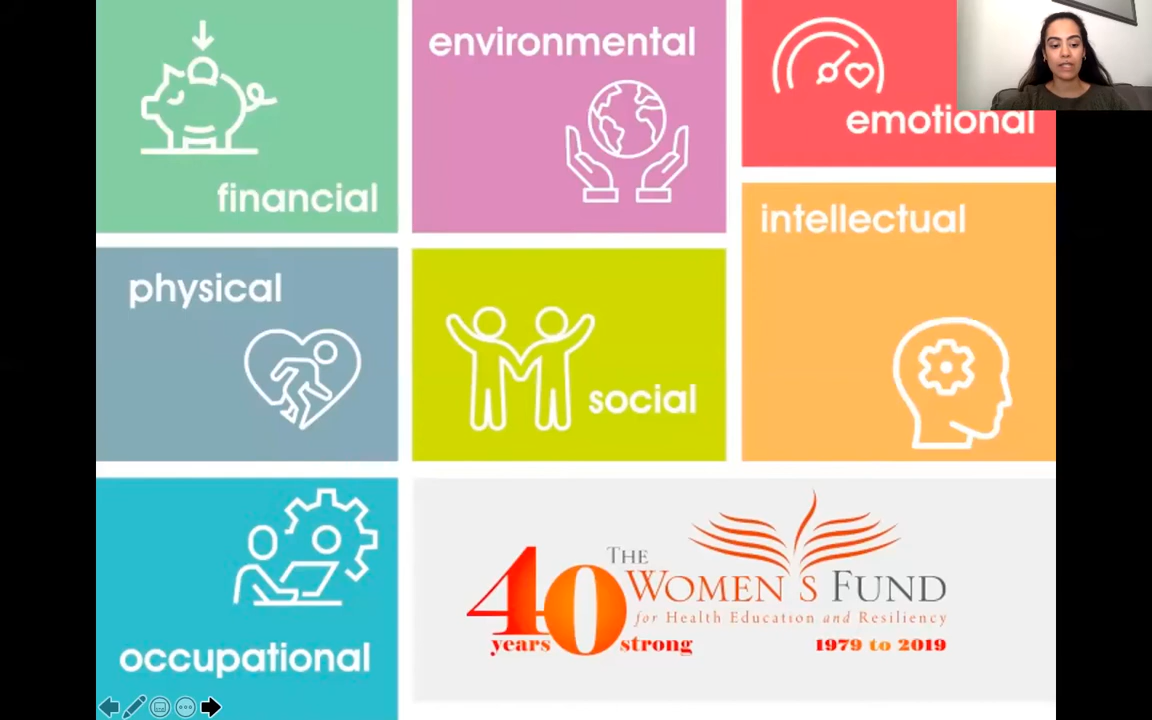 financial
environmental
emotional
intellectual
physical
social
occupational
40
years strong
THE
WOMEN'S FUND
for Health Education and Resiliency
1979 to 2019